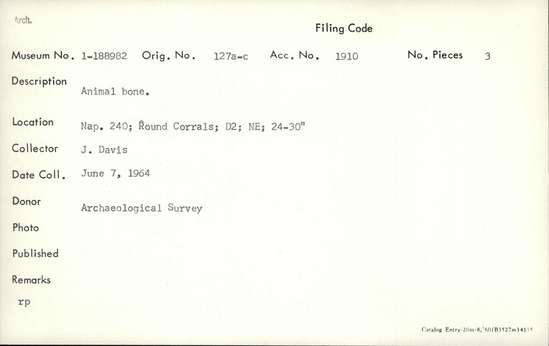 Arch.
Filing Code
Museum No. 1-188982 Orig. No. 127a-c Acc. No. 1910 No. Pieces 3
Description
Animal bone.
Location Nap. 240; Round Corrals; D2; NE; 24-30"
Collector J. Davis
Date Coll. June 7, 1964
Donor
Archaeological Survey
Photo
Published
Remarks
rp
Catalog Entry